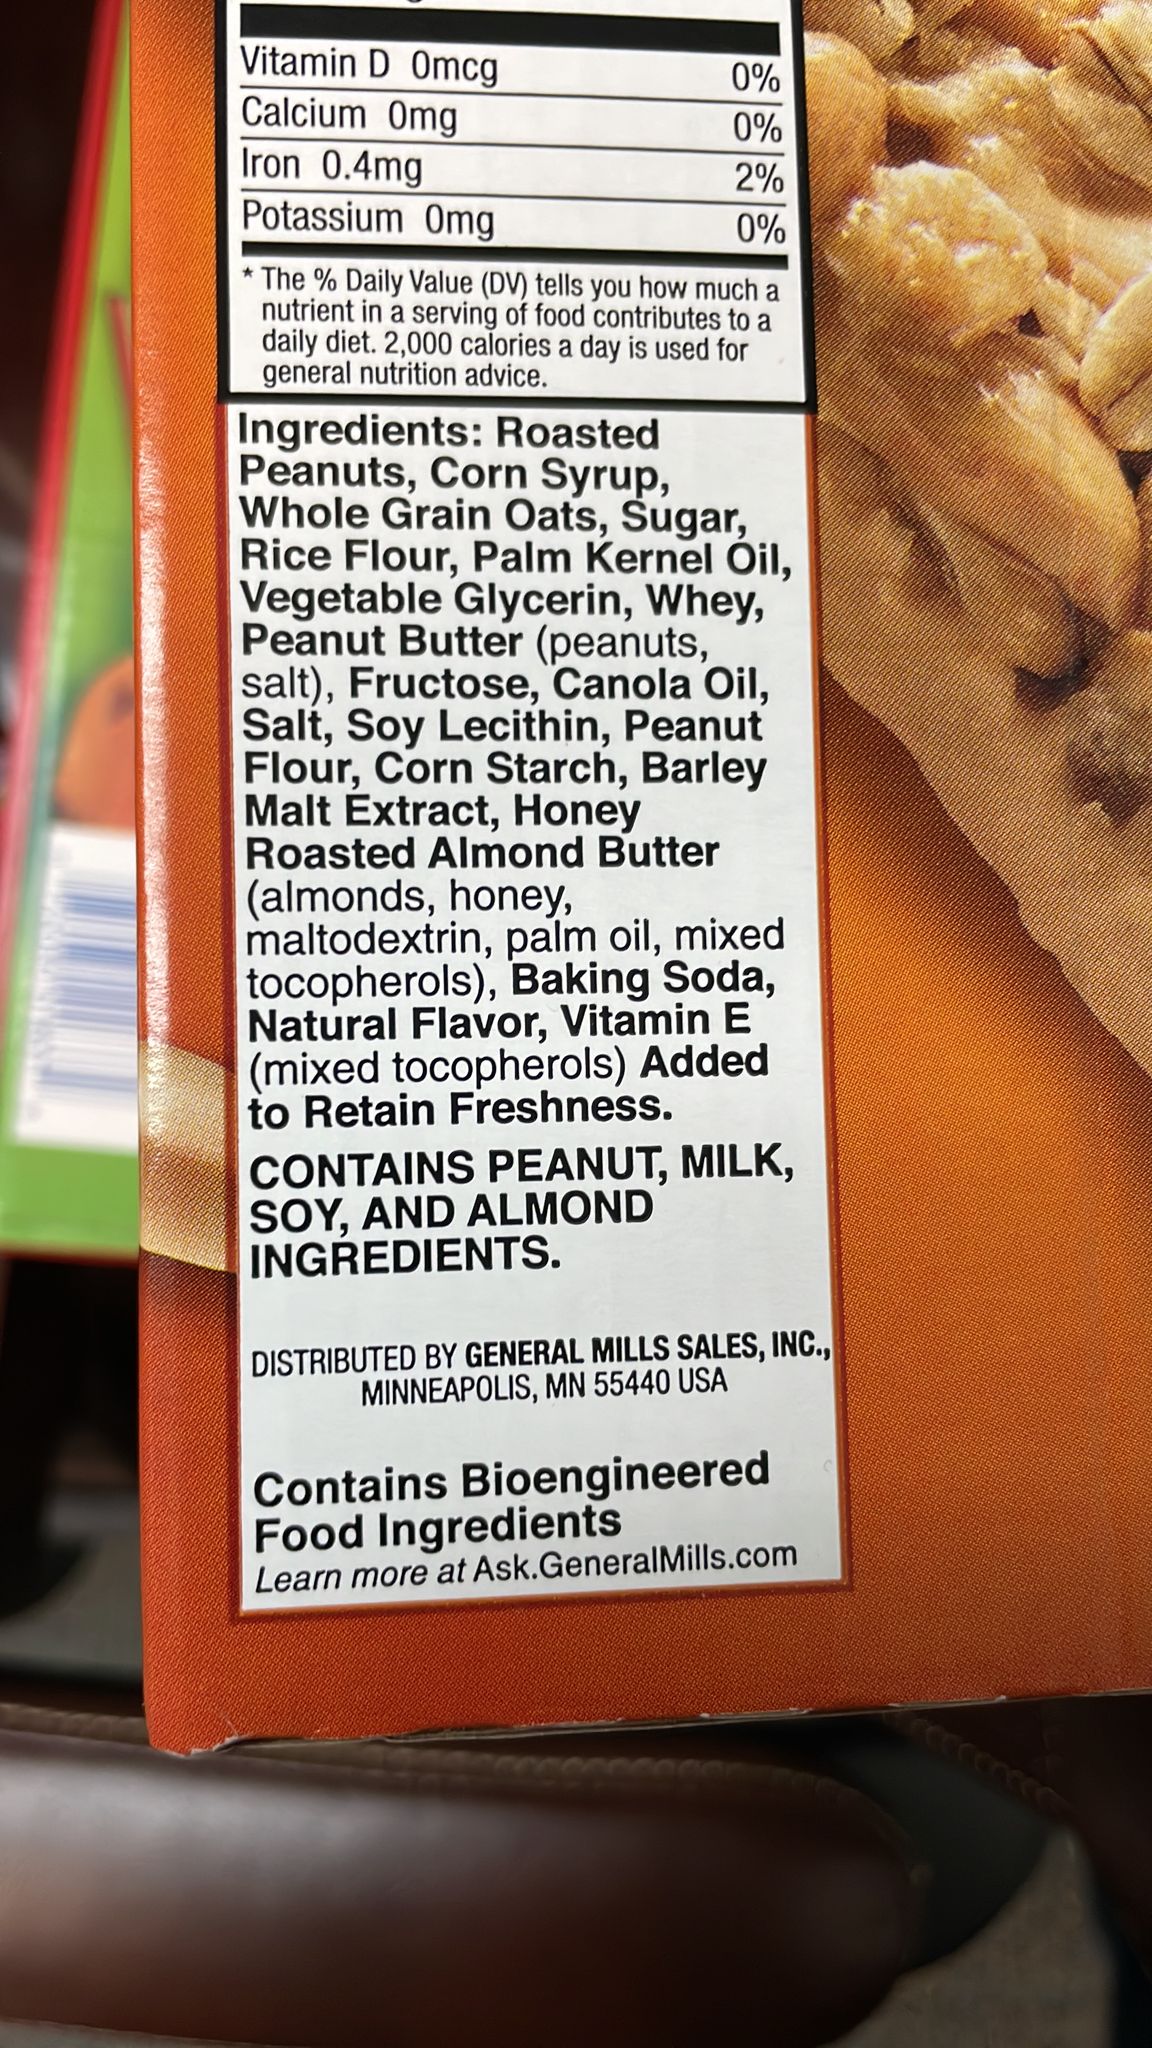 Vitamin D 0mcg 0%
Calcium 0mg 0%
Iron 0.4mg 2%
Potassium 0mg 0%
* The % Daily Value (DV) tells you how much a
nutrient in a serving of food contributes to a
daily diet. 2,000 calories a day is used for
general nutrition advice.
Ingredients: Roasted
Peanuts, Corn Syrup,
Whole Grain Oats, Sugar,
Rice Flour, Palm Kernel Oil,
Vegetable Glycerin, Whey,
Peanut Butter (peanuts,
salt), Fructose, Canola Oil,
Salt, Soy Lecithin, Peanut
Flour, Corn Starch, Barley
Malt Extract, Honey
Roasted Almond Butter
(almonds, honey,
maltodextrin, palm oil, mixed
tocopherols), Baking Soda,
Natural Flavor, Vitamin E
(mixed tocopherols) Added
to Retain Freshness.
CONTAINS PEANUT, MILK,
SOY, AND ALMOND
INGREDIENTS.
DISTRIBUTED BY GENERAL MILLS SALES, INC.,
MINNEAPOLIS, MN 55440 USA
Contains Bioengineered
Food Ingredients
Learn more at Ask.GeneralMills.com